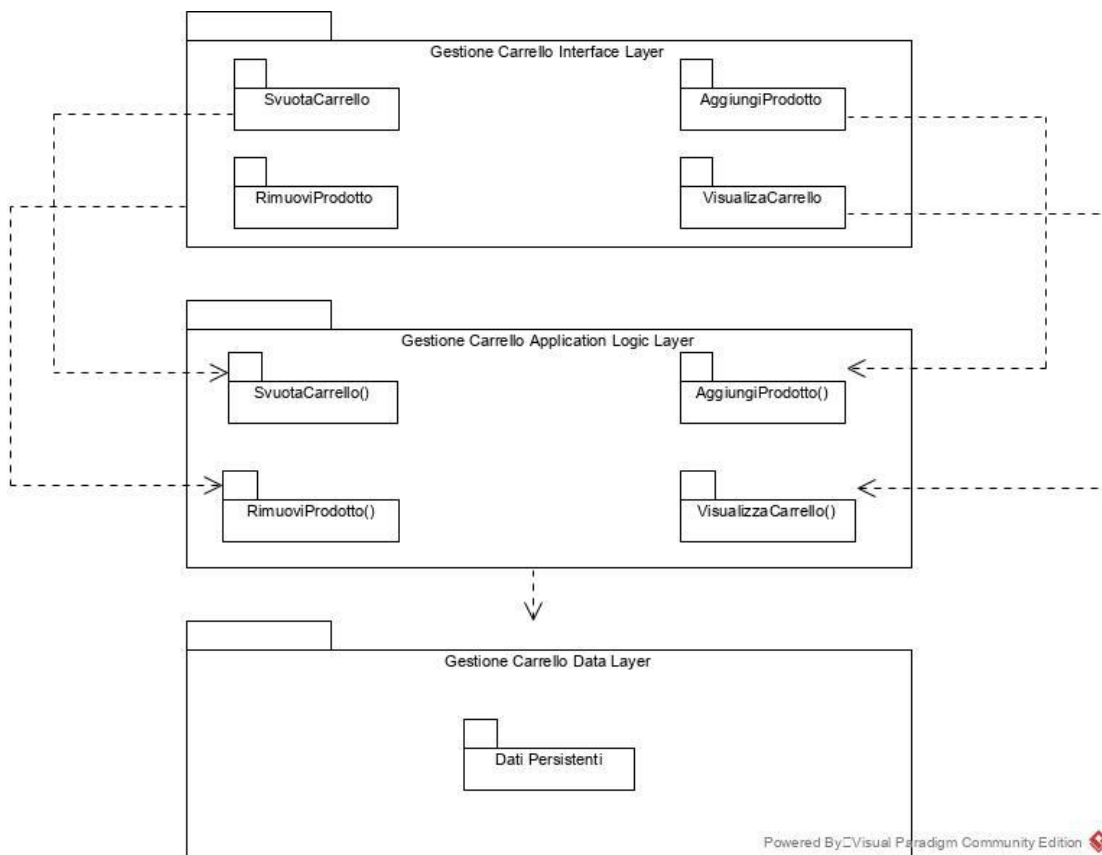 Gestione Carrello Interface Layer
SvuotaCarrello
AggiungiProdotto
RimuoviProdotto
VisualizaCarrello
Gestione Carrello Application Logic Layer
SvuotaCarrello()
AggiungiProdotto()
RimuoviProdotto()
VisualizzaCarrello()
Gestione Carrello Data Layer
Dati Persistenti
Powered By Visual Paradigm Community Edition